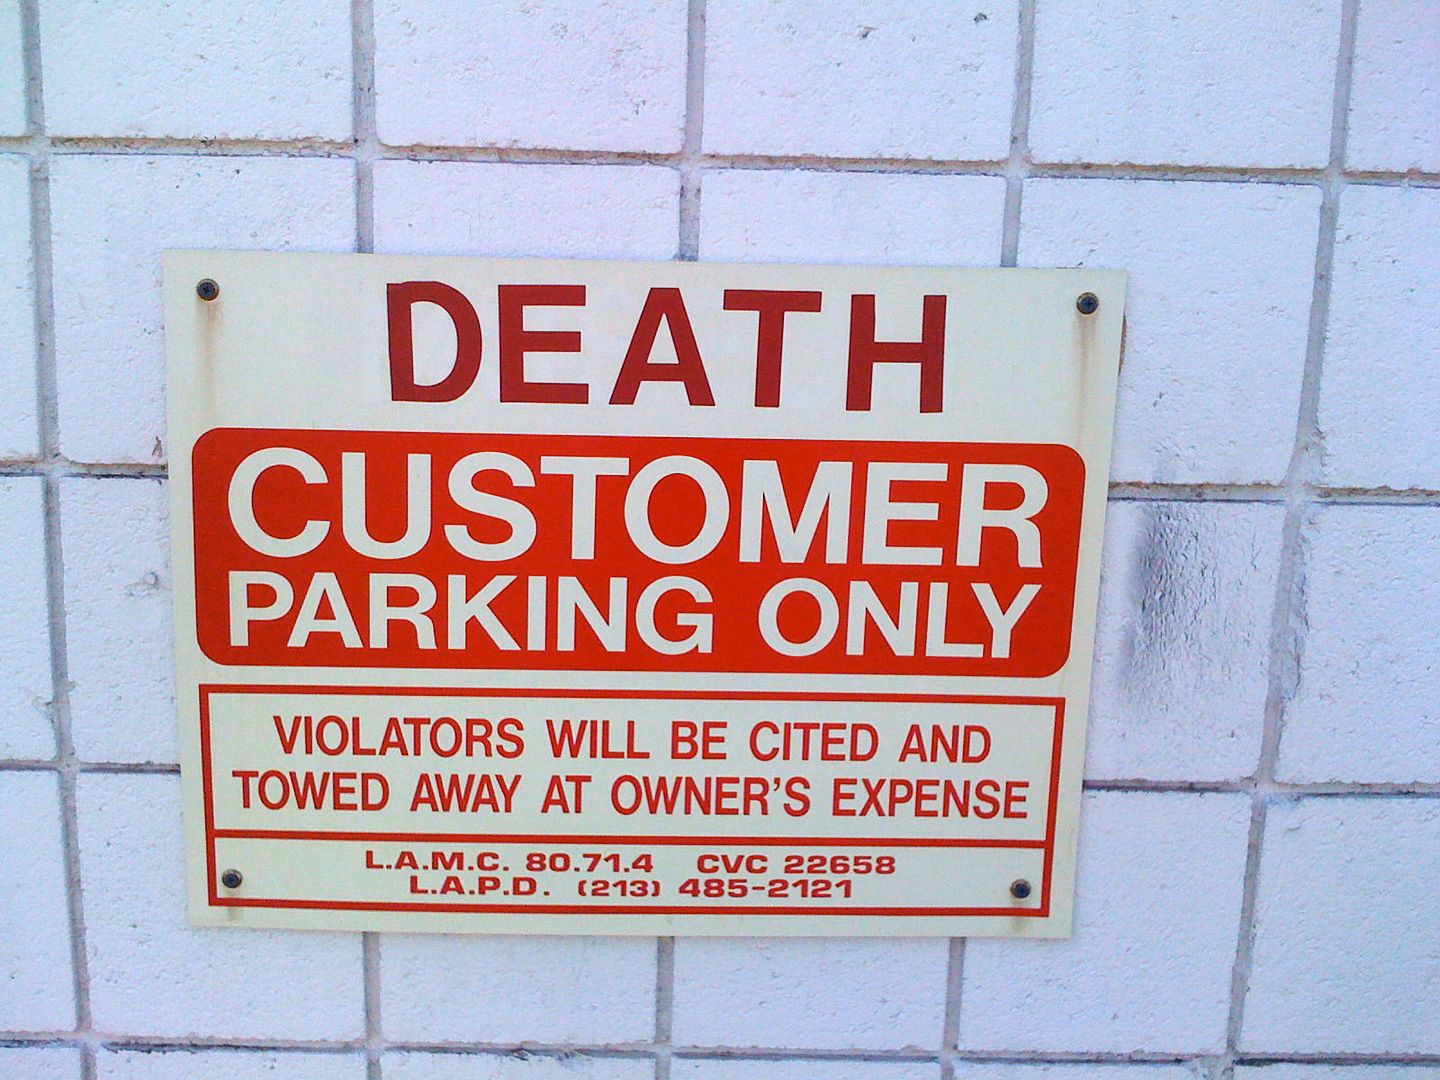 DEATH
CUSTOMER
PARKING ONLY
VIOLATORS WILL BE CITED AND
TOWED AWAY AT OWNER'S EXPENSE
L.A.M.C. 80.71.4 CVC 22658
L.A.P.D. (213) 485-2121